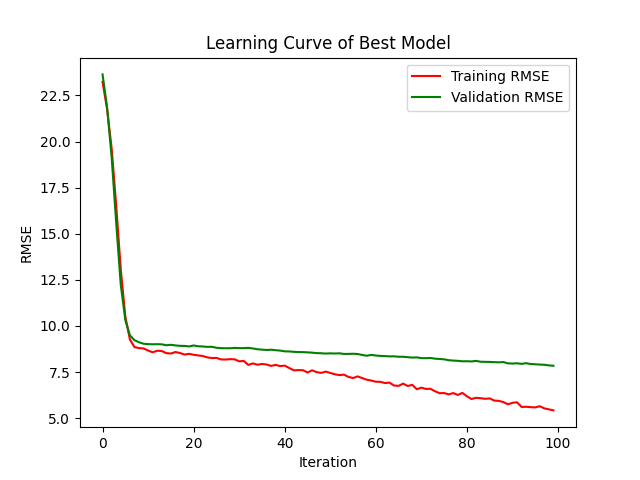 Learning Curve of Best Model
Training RMSE
Validation RMSE
22.5
20.0
17.5
15.0
12.5
10.0
7.5
5.0
RMSE
0 20 40 60 80 100
Iteration